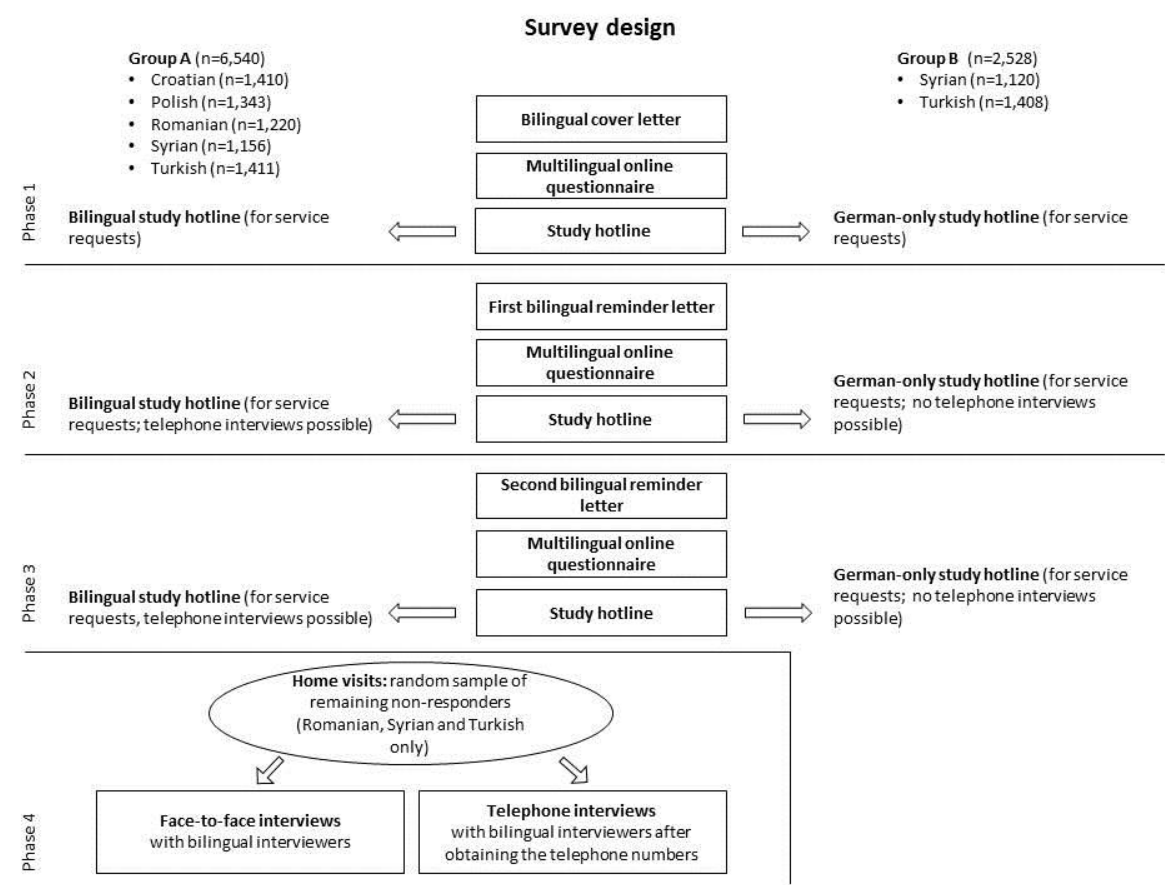 Survey design
Group A (n=6,540)
• Croatian (n=1,410)
• Polish (n=1,343)
• Romanian (n=1,220)
• Syrian (n=1,156)
• Turkish (n=1,411)
Group B (n=2,528)
• Syrian (n=1,120)
• Turkish (n=1,408)
Phase 1
Bilingual cover letter
Multilingual online
questionnaire
Bilingual study hotline (for service
requests)
Study hotline
German-only study hotline (for service
requests)
Phase 2
First bilingual reminder letter
Multilingual online
questionnaire
Bilingual study hotline (for service
requests; telephone interviews possible)
Study hotline
German-only study hotline (for service
requests; no telephone interviews
possible)
Phase 3
Second bilingual reminder
letter
Multilingual online
questionnaire
Bilingual study hotline (for service
requests, telephone interviews possible)
Study hotline
German-only study hotline (for service
requests; no telephone interviews
possible)
Phase 4
Home visits: random sample of
remaining non-responders
(Romanian, Syrian and Turkish
only)
Face-to-face interviews
with bilingual interviewers
Telephone interviews
with bilingual interviewers after
obtaining the telephone numbers